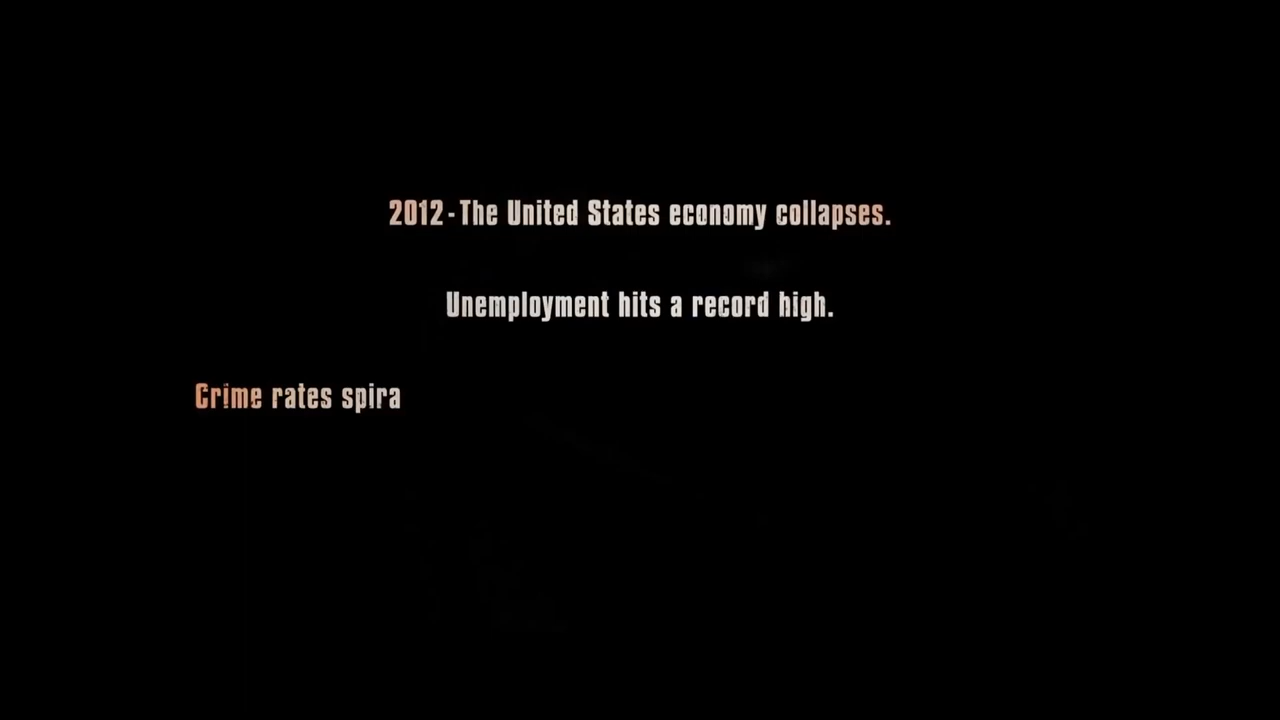 2012 - The United States economy collapses.
Unemployment hits a record high.
Crime rates spira